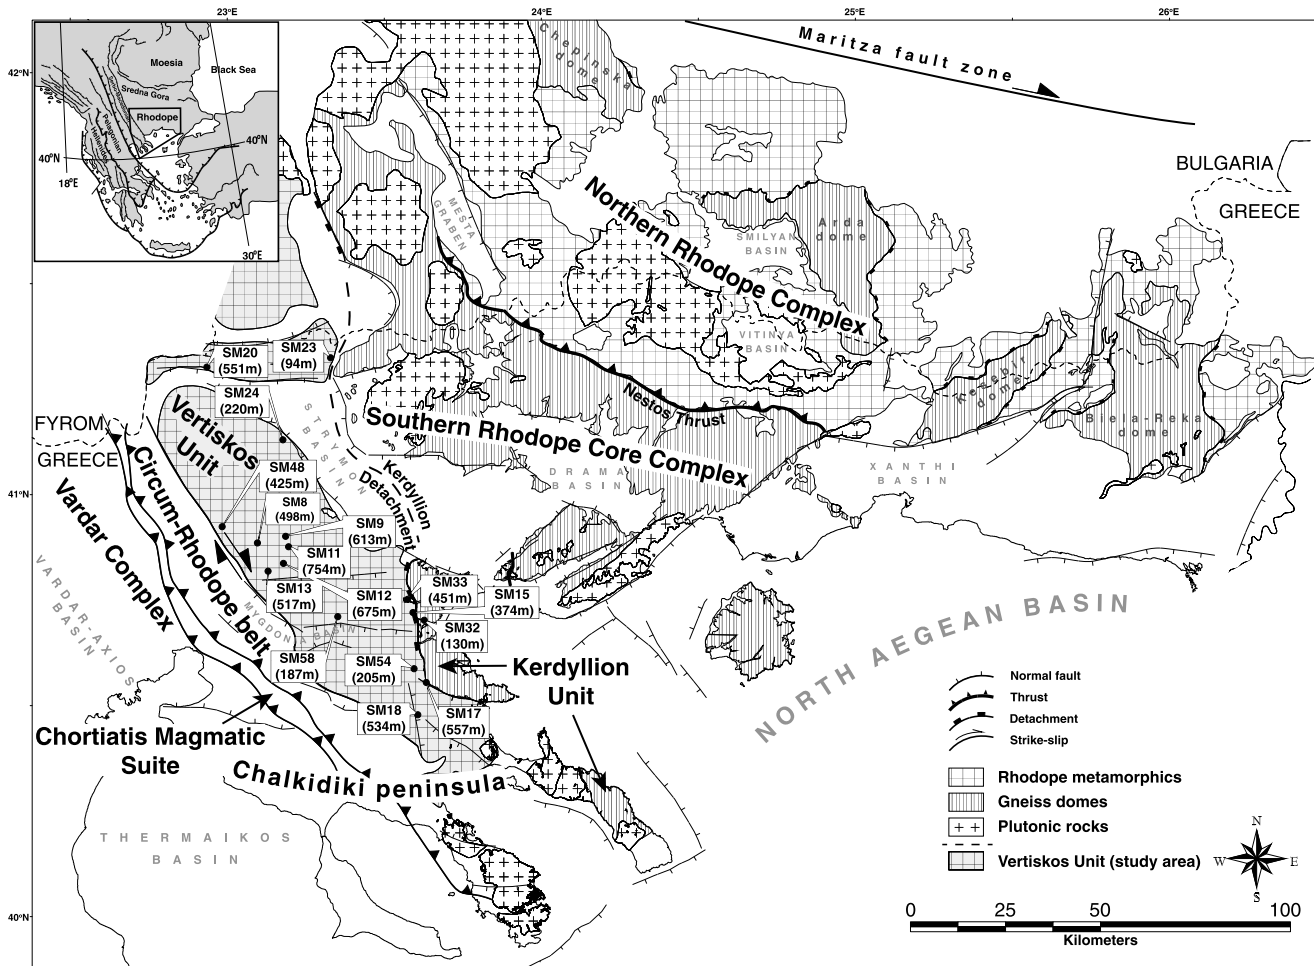 23°E
24°E
25°E
26°E
42°N
41°N
40°N
Moesia
Black Sea
Sredna Gora
Rhodope
Pelagonian
Hellenides
40°N
40°N
18°E
30°E
Chepinska
dome
Maritza fault zone
BULGARIA
GREECE
MESTA
GRABEN
Northern Rhodope Complex
SMILYAN
BASIN
Arda
dome
VITINYA
BASIN
Kesebir
dome
Biela-Reka
dome
Nestos Thrust
Southern Rhodope Core Complex
DRAMA
BASIN
XANTHI
BASIN
STRYMON
BASIN
Kerdyllion
Detachment
FYROM
GREECE
Vertiskos
Unit
Circum-Rhodope belt
Vardar Complex
VARDAR-AXIOS
BASIN
MYGDONIA BASIN
SM20
(551m)
SM23
(94m)
SM24
(220m)
SM48
(425m)
SM8
(498m)
SM9
(613m)
SM11
(754m)
SM13
(517m)
SM12
(675m)
SM33
(451m)
SM15
(374m)
SM32
(130m)
SM58
(187m)
SM54
(205m)
SM18
(534m)
SM17
(557m)
Kerdyllion
Unit
Chortiatis Magmatic
Suite
Chalkidiki peninsula
THERMAIKOS
BASIN
NORTH AEGEAN BASIN
Normal fault
Thrust
Detachment
Strike-slip
Rhodope metamorphics
Gneiss domes
Plutonic rocks
Vertiskos Unit (study area)
N
W
E
S
0 25 50 100
Kilometers